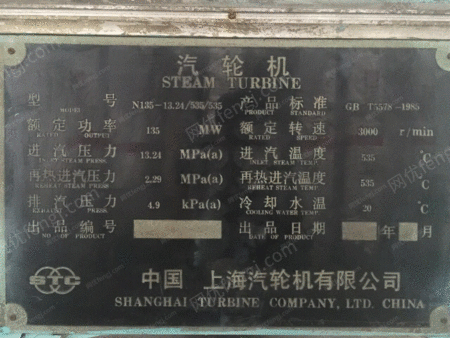 汽轮机
STEAM TURBINE
型号 N135-13.24/535/535 产品标准 GB T5578-1985
MODEL PRODUCT STANDARD
额定功率 135 MW 额定转速 3000 r/min
RATED OUTPUT RATED SPEED
进汽压力 13.24 MPa(a) 进汽温度 535 ℃
INLET STEAM PRESS INLET STEAM TEMP
再热进汽压力 2.29 MPa(a) 再热进汽温度 535 ℃
REHEAT STEAM PRESS REHEAT STEAM TEMP
排汽压力 4.9 kPa(a) 冷却水温 20 ℃
EXHAUST PRESS COOLING WATER TEMP
出品编号 出品日期 年 月
NO OF PRODUCT DATE OF PRODUCT
STC
中国 上海汽轮机有限公司
SHANGHAI TURBINE COMPANY, LTD. CHINA